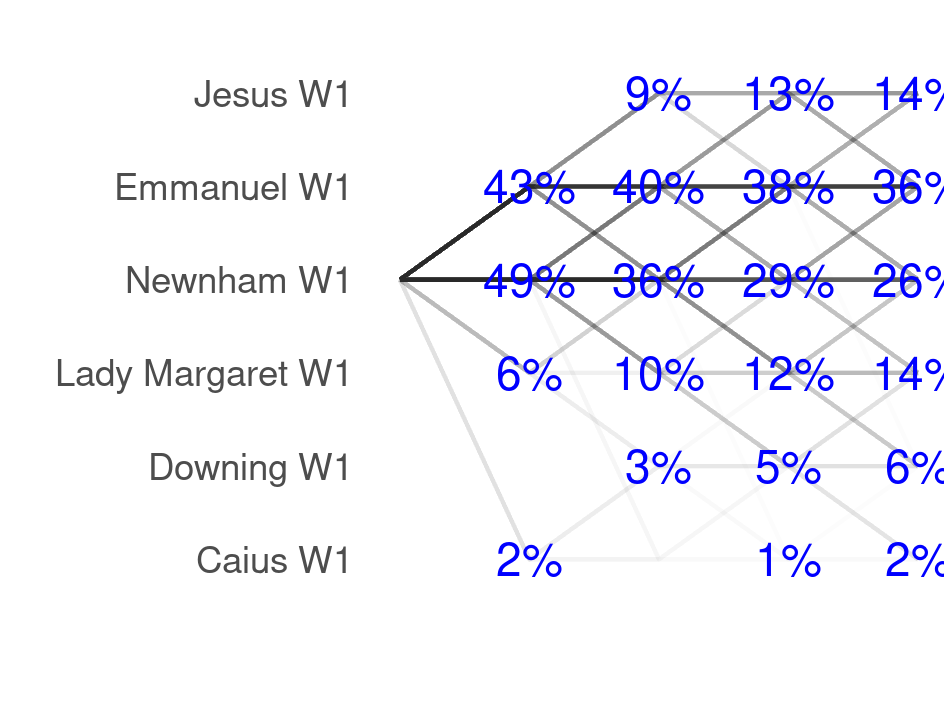 Jesus W1 9% 13% 14%
Emmanuel W1 43% 40% 38% 36%
Newnham W1 49% 36% 29% 26%
Lady Margaret W1 6% 10% 12% 14%
Downing W1 3% 5% 6%
Caius W1 2% 1% 2%